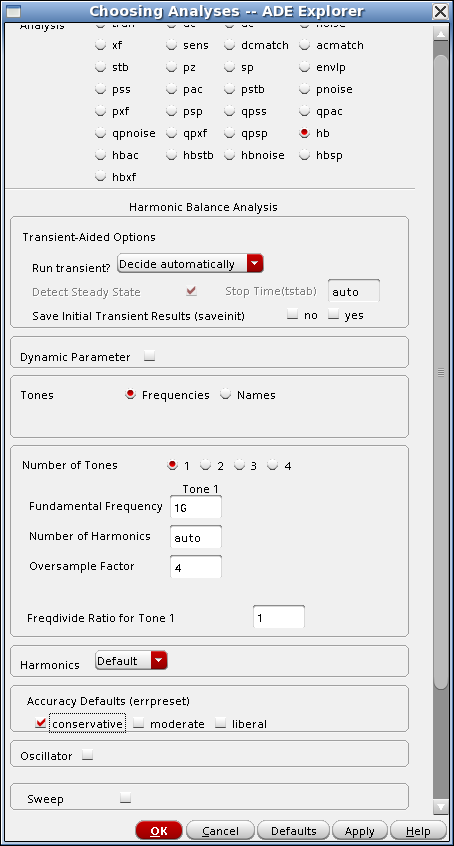 Choosing Analyses -- ADE Explorer
Analysis tran dc ac noise
xf sens dcmatch acmatch
stb pz sp envlp
pss pac pstb pnoise
pxf psp qpss qpac
qpnoise qpxf qpsp hb
hbac hbstb hbnoise hbsp
hbxf
Harmonic Balance Analysis
Transient-Aided Options
Run transient? Decide automatically
Detect Steady State Stop Time(tstab) auto
Save Initial Transient Results (saveinit) no yes
Dynamic Parameter
Tones Frequencies Names
Number of Tones 1 2 3 4
Tone 1
Fundamental Frequency 1G
Number of Harmonics auto
Oversample Factor 4
Freqdivide Ratio for Tone 1 1
Harmonics Default
Accuracy Defaults (errpreset)
conservative moderate liberal
Oscillator
Sweep
OK Cancel Defaults Apply Help